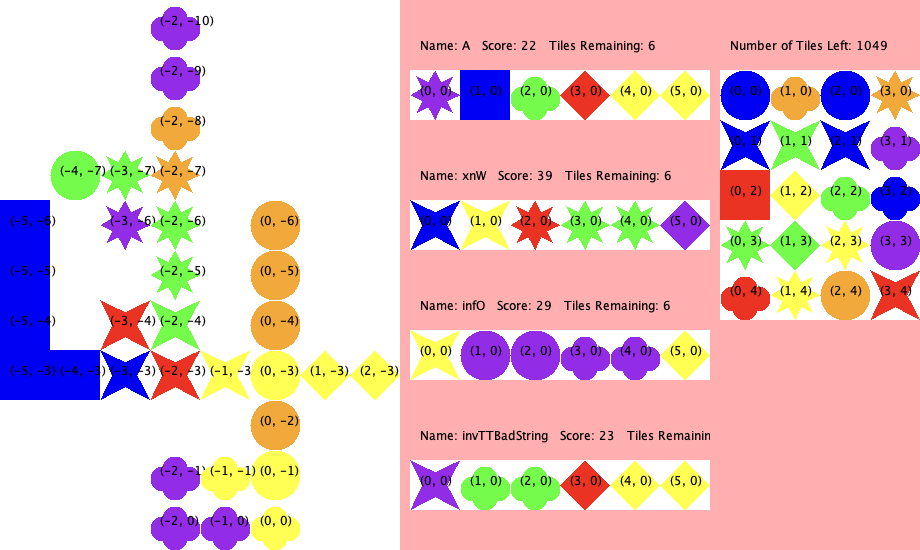 (-2, -10)
(-2, -9)
(-2, -8)
(-4, -7) (-3, -7) (-2, -7)
(-5, -6) (-3, -6) (-2, -6) (0, -6)
(-5, -5) (-2, -5) (0, -5)
(-5, -4) (-3, -4) (-2, -4) (0, -4)
(-5, -3) (-4, -3) (-3, -3) (-2, -3) (-1, -3 (0, -3) (1, -3) (2, -3)
(0, -2)
(-2, -1) (-1, -1) (0, -1)
(-2, 0) (-1, 0) (0, 0)
Name: A Score: 22 Tiles Remaining: 6
(0, 0) (1, 0) (2, 0) (3, 0) (4, 0) (5, 0)
Name: xnW Score: 39 Tiles Remaining: 6
(0, 0) (1, 0) (2, 0) (3, 0) (4, 0) (5, 0)
Name: infO Score: 29 Tiles Remaining: 6
(0, 0) (1, 0) (2, 0) (3, 0) (4, 0) (5, 0)
Name: invTTBadString Score: 23 Tiles Remainin
(0, 0) (1, 0) (2, 0) (3, 0) (4, 0) (5, 0)
Number of Tiles Left: 1049
(0, 0) (1, 0) (2, 0) (3, 0)
(0, 1) (1, 1) (2, 1) (3, 1)
(0, 2) (1, 2) (2, 2) (3, 2)
(0, 3) (1, 3) (2, 3) (3, 3)
(0, 4) (1, 4) (2, 4) (3, 4)